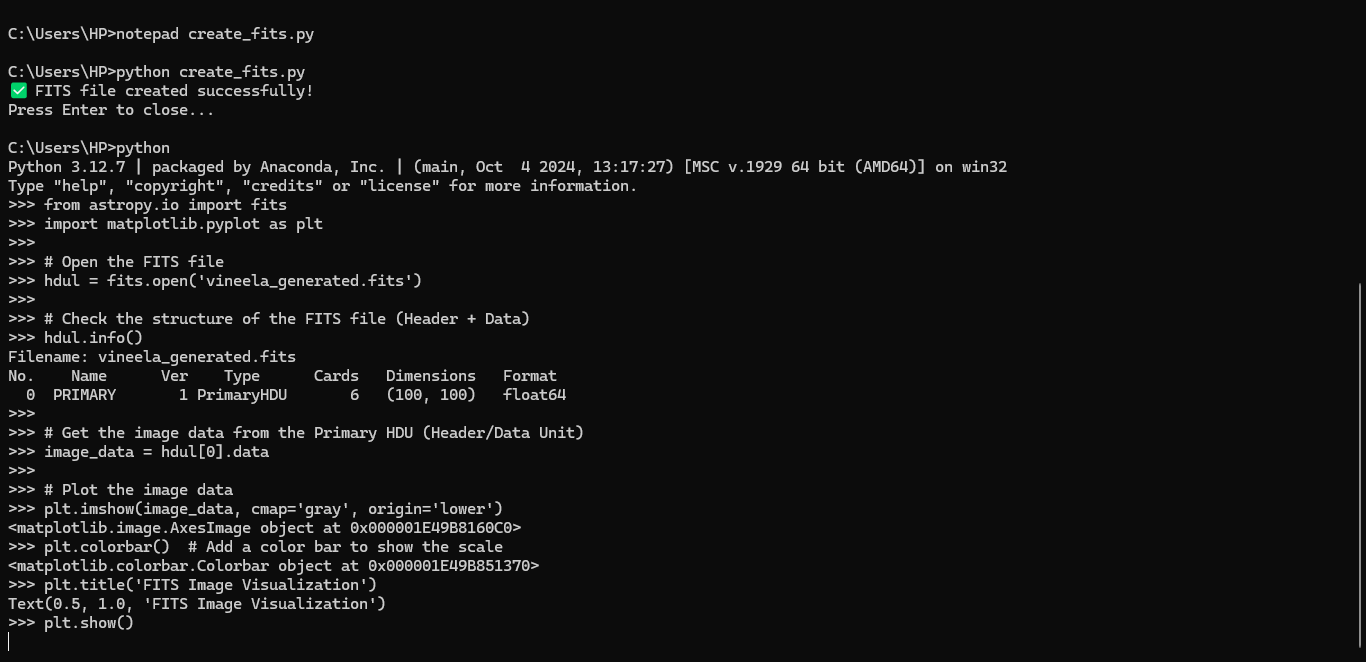 C:\Users\HP>notepad create_fits.py
C:\Users\HP>python create_fits.py
✅ FITS file created successfully!
Press Enter to close...
C:\Users\HP>python
Python 3.12.7 | packaged by Anaconda, Inc. | (main, Oct  4 2024, 13:17:27) [MSC v.1929 64 bit (AMD64)] on win32
Type "help", "copyright", "credits" or "license" for more information.
>>> from astropy.io import fits
>>> import matplotlib.pyplot as plt
>>>
>>> # Open the FITS file
>>> hdul = fits.open('vineela_generated.fits')
>>>
>>> # Check the structure of the FITS file (Header + Data)
>>> hdul.info()
Filename: vineela_generated.fits
No.    Name      Ver    Type      Cards   Dimensions   Format
  0  PRIMARY       1 PrimaryHDU       6   (100, 100)   float64
>>>
>>> # Get the image data from the Primary HDU (Header/Data Unit)
>>> image_data = hdul[0].data
>>>
>>> # Plot the image data
>>> plt.imshow(image_data, cmap='gray', origin='lower')
<matplotlib.image.AxesImage object at 0x000001E49B8160C0>
>>> plt.colorbar()  # Add a color bar to show the scale
<matplotlib.colorbar.Colorbar object at 0x000001E49B851370>
>>> plt.title('FITS Image Visualization')
Text(0.5, 1.0, 'FITS Image Visualization')
>>> plt.show()